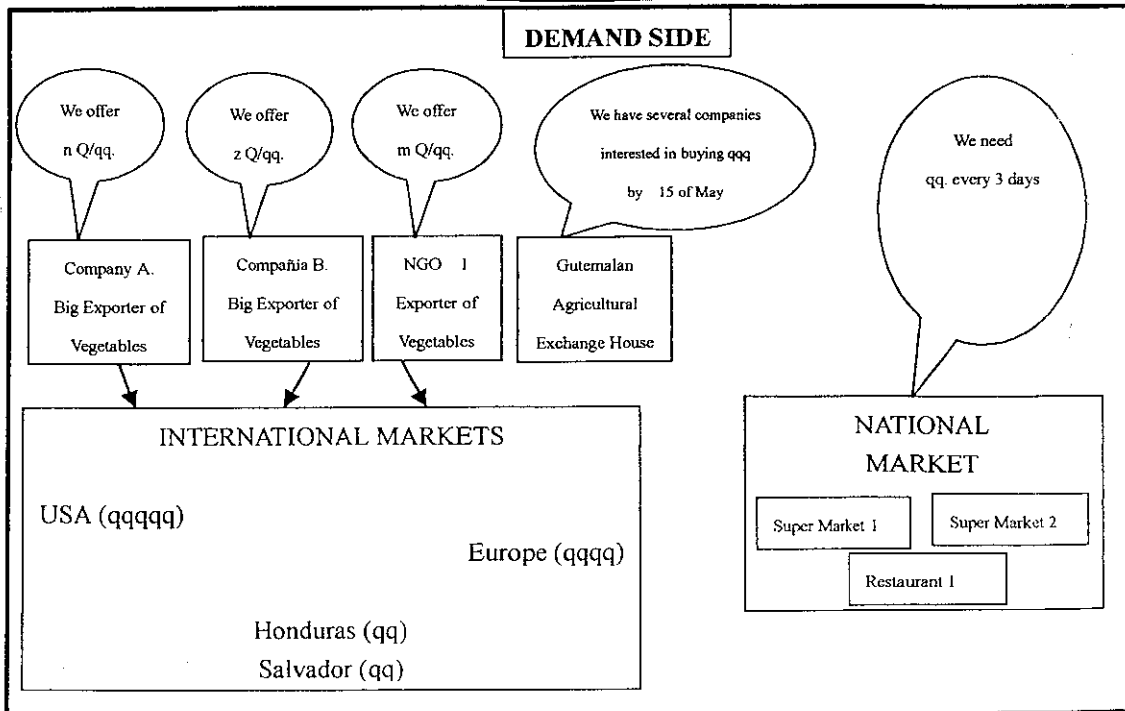 DEMAND SIDE
We offer
n Q/qq.
We offer
z Q/qq.
We offer
m Q/qq.
We have several companies
interested in buying qqq
by 15 of May
We need
qq. every 3 days
Company A.
Big Exporter of
Vegetables
Compañia B.
Big Exporter of
Vegetables
NGO 1
Exporter of
Vegetables
Gutemalan
Agricultural
Exchange House
INTERNATIONAL MARKETS
USA (qqqqq)
Europe (qqqq)
Honduras (qq)
Salvador (qq)
NATIONAL
MARKET
Super Market 1
Super Market 2
Restaurant 1